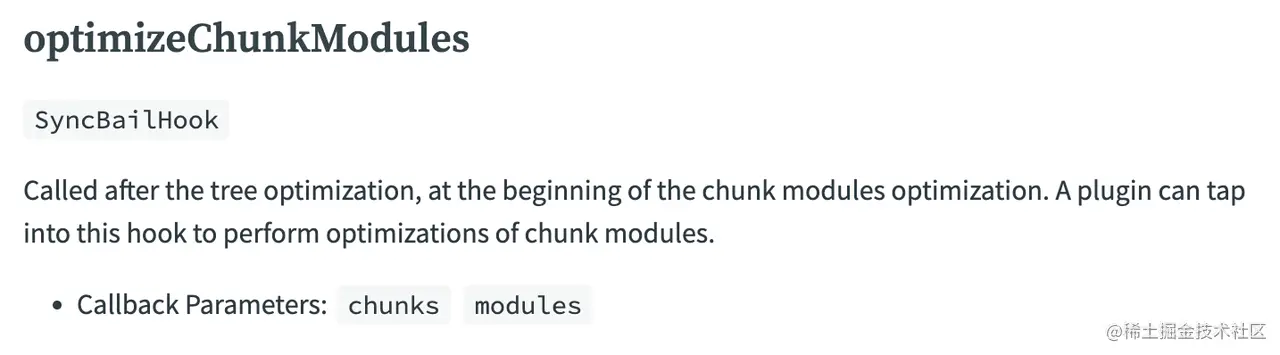 optimizeChunkModules
SyncBailHook
Called after the tree optimization, at the beginning of the chunk modules optimization. A plugin can tap
into this hook to perform optimizations of chunk modules.
• Callback Parameters: chunks modules
@稀土掘金技术社区